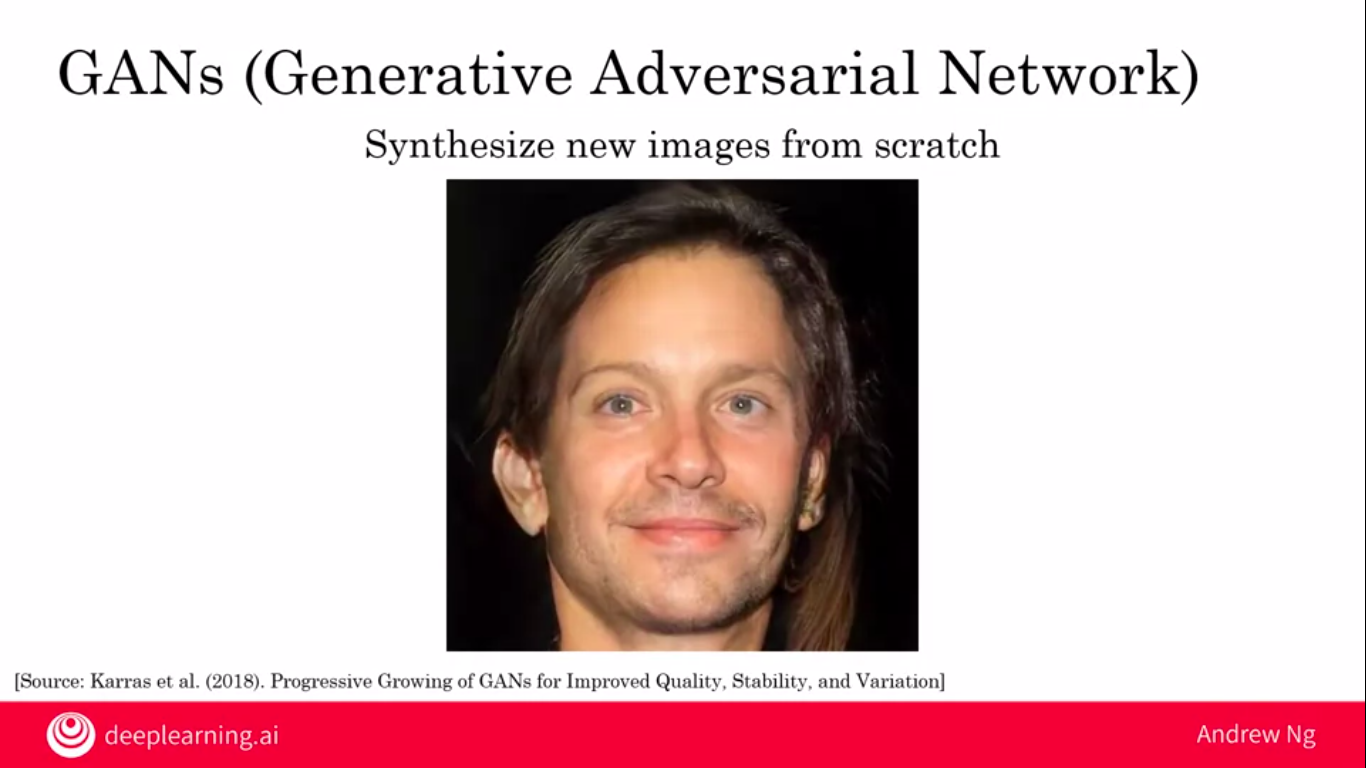 GANs (Generative Adversarial Network)
Synthesize new images from scratch
[Source: Karras et al. (2018). Progressive Growing of GANs for Improved Quality, Stability, and Variation]
deeplearning.ai
Andrew Ng